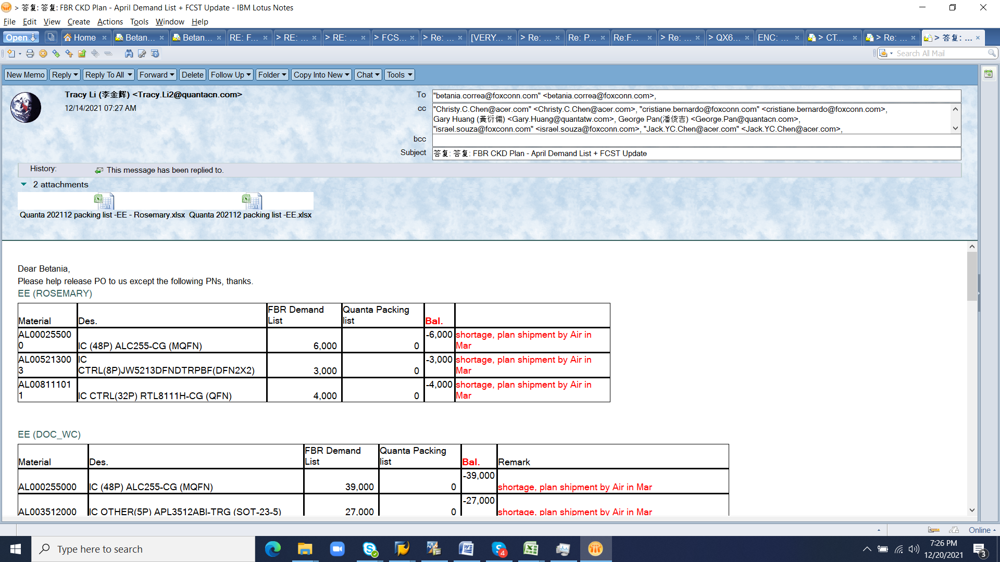 > 答复: 答复: FBR CKD Plan - April Demand List + FCST Update - IBM Lotus Notes
File Edit View Create Actions Tools Window Help
Open Home Betan... Betan... RE: F... > RE: ... > RE: ... > FCS... > Re: ... [VERY... > Re: ... Re: P... Re:F... > Re: ... > QX6... ENC: ... > CT... > Re: ... > 答复: ...
Search All Mail
New Memo Reply Reply To All Forward Delete Follow Up Folder Copy Into New Chat Tools
Tracy Li (李金辉) <Tracy.Li2@quantacn.com>
12/14/2021 07:27 AM
To "betania.correa@foxconn.com" <betania.correa@foxconn.com>,
cc "Christy.C.Chen@acer.com" <Christy.C.Chen@acer.com>, "cristiane.bernardo@foxconn.com" <cristiane.bernardo@foxconn.com>,
Gary Huang (黃衍儒) <Gary.Huang@quantatw.com>, George Pan(潘俊吉) <George.Pan@quantacn.com>,
"israel.souza@foxconn.com" <israel.souza@foxconn.com>, "Jack.YC.Chen@acer.com" <Jack.YC.Chen@acer.com>,
bcc
Subject 答复: 答复: FBR CKD Plan - April Demand List + FCST Update
History: This message has been replied to.
2 attachments
Quanta 202112 packing list -EE - Rosemary.xlsx Quanta 202112 packing list -EE.xlsx
Dear Betania,
Please help release PO to us except the following PNs, thanks.
EE (ROSEMARY)
Material Des. FBR Demand List Quanta Packing list Bal.
AL000255000 IC (48P) ALC255-CG (MQFN) 6,000 0 -6,000 shortage, plan shipment by Air in Mar
AL005213003 IC CTRL(8P)JW5213DFNDTRPBF(DFN2X2) 3,000 0 -3,000 shortage, plan shipment by Air in Mar
AL008111011 IC CTRL(32P) RTL8111H-CG (QFN) 4,000 0 -4,000 shortage, plan shipment by Air in Mar
EE (DOC_WC)
Material Des. FBR Demand List Quanta Packing list Bal. Remark
AL000255000 IC (48P) ALC255-CG (MQFN) 39,000 0 -39,000 shortage, plan shipment by Air in Mar
AL003512000 IC OTHER(5P) APL3512ABI-TRG (SOT-23-5) 27,000 0 -27,000 shortage, plan shipment by Air in Mar
Online
Type here to search
4
7:26 PM
12/20/2021
3